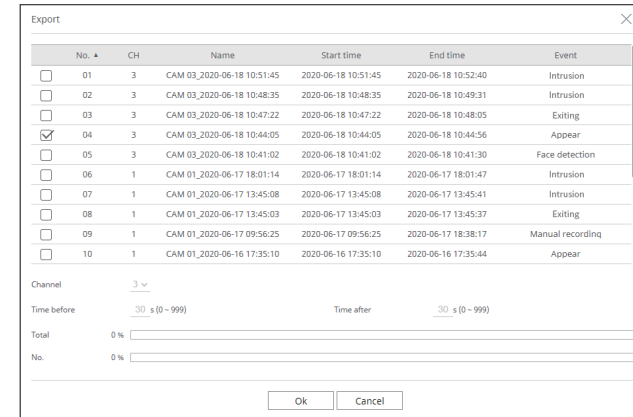 Export
No. ▲ CH Name Start time End time Event
01 3 CAM 03_2020-06-18 10:51:45 2020-06-18 10:51:45 2020-06-18 10:52:40 Intrusion
02 3 CAM 03_2020-06-18 10:48:35 2020-06-18 10:48:35 2020-06-18 10:49:31 Intrusion
03 3 CAM 03_2020-06-18 10:47:22 2020-06-18 10:47:22 2020-06-18 10:48:05 Exiting
04 3 CAM 03_2020-06-18 10:44:05 2020-06-18 10:44:05 2020-06-18 10:44:56 Appear
05 3 CAM 03_2020-06-18 10:41:02 2020-06-18 10:41:02 2020-06-18 10:41:30 Face detection
06 1 CAM 01_2020-06-17 18:01:14 2020-06-17 18:01:14 2020-06-17 18:01:47 Intrusion
07 1 CAM 01_2020-06-17 13:45:08 2020-06-17 13:45:08 2020-06-17 13:45:41 Intrusion
08 1 CAM 01_2020-06-17 13:45:03 2020-06-17 13:45:03 2020-06-17 13:45:37 Exiting
09 1 CAM 01_2020-06-17 09:56:25 2020-06-17 09:56:25 2020-06-17 18:38:17 Manual recording
10 1 CAM 01_2020-06-16 17:35:10 2020-06-16 17:35:10 2020-06-16 17:35:44 Appear
Channel 3
Time before 30 s (0 ~ 999) Time after 30 s (0 ~ 999)
Total 0 %
No. 0 %
Ok Cancel